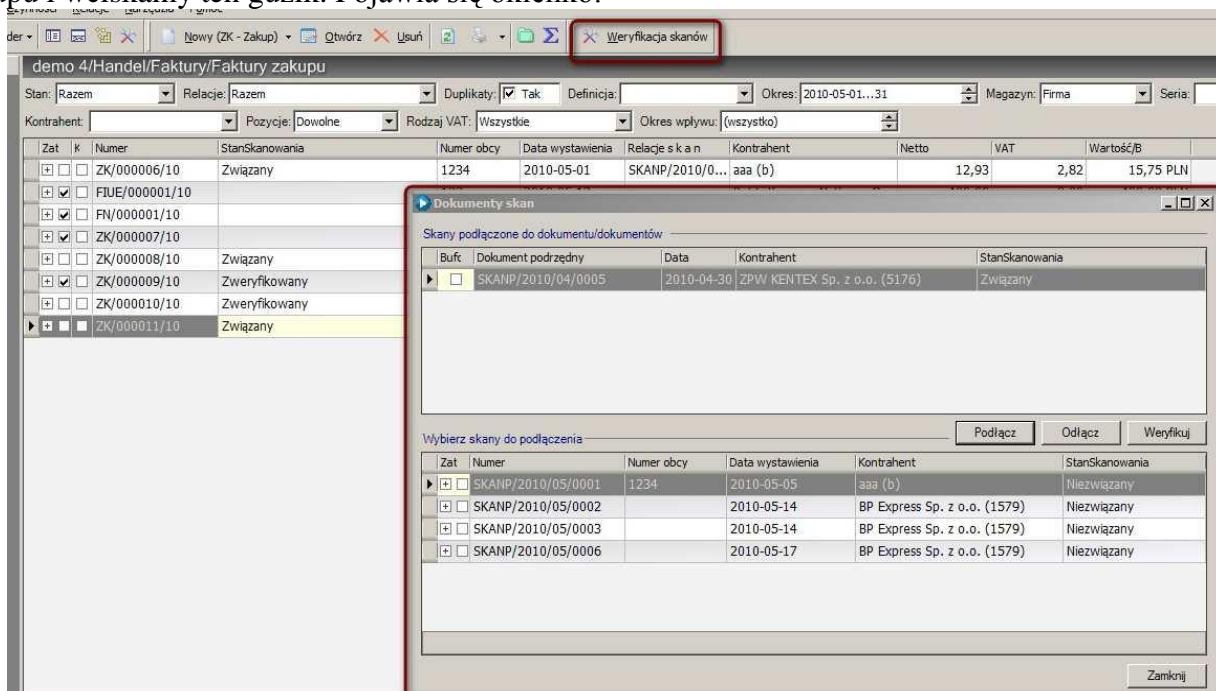 ten guzik. Pojawia się okienko:
Nowy (ZK - Zakup) Otwórz Usuń Weryfikacja skanów
demo 4/Handel/Faktury/Faktury zakupu
Stan: Razem Relacje: Razem Duplikaty: Tak Definicja: Okres: 2010-05-01...31 Magazyn: Firma Seria:
Kontrahent: Pozycje: Dowolne Rodzaj VAT: Wszystkie Okres wpływu: (wszystko)
Zat K Numer StanSkanowania Numer obcy Data wystawienia Relacje s k a n Kontrahent Netto VAT Wartość/B
ZK/000006/10 Związany 1234 2010-05-01 SKANP/2010/0... aaa (b) 12,93 2,82 15,75 PLN
FIUE/000001/10
FN/000001/10
ZK/000007/10
ZK/000008/10 Związany
ZK/000009/10 Zweryfikowany
ZK/000010/10 Zweryfikowany
ZK/000011/10 Związany
Dokumenty skan
Skany podłączone do dokumentu/dokumentów
Bufc Dokument podrzędny Data Kontrahent StanSkanowania
SKANP/2010/04/0005 2010-04-30 ZPW KENTEX Sp. z o.o. (5176) Związany
Podłącz Odłącz Weryfikuj
Wybierz skany do podłączenia
Zat Numer Numer obcy Data wystawienia Kontrahent StanSkanowania
SKANP/2010/05/0001 1234 2010-05-05 aaa (b) Niezwiązany
SKANP/2010/05/0002 2010-05-14 BP Express Sp. z o.o. (1579) Niezwiązany
SKANP/2010/05/0003 2010-05-14 BP Express Sp. z o.o. (1579) Niezwiązany
SKANP/2010/05/0006 2010-05-17 BP Express Sp. z o.o. (1579) Niezwiązany
Zamknij